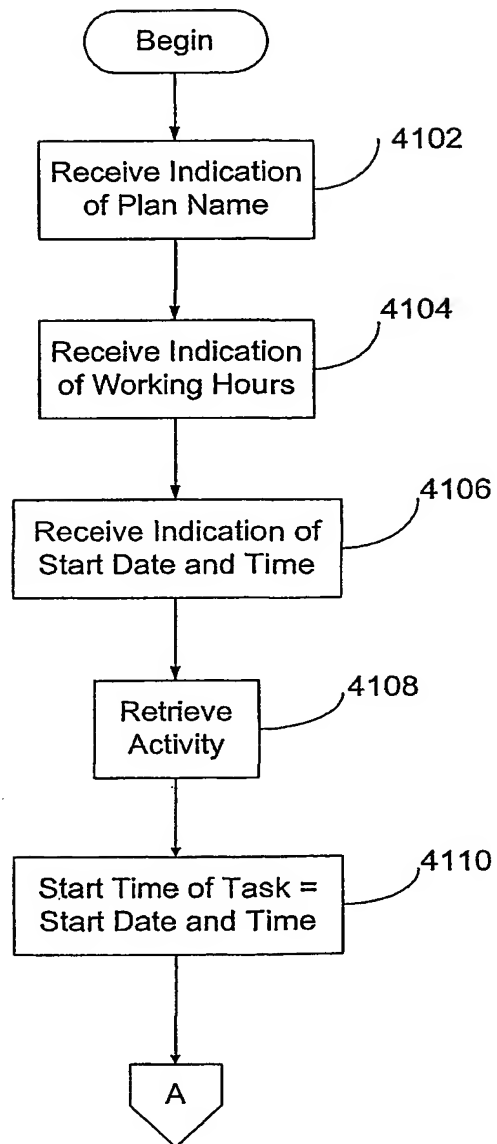 Begin
4102
Receive Indication
of Plan Name
4104
Receive Indication
of Working Hours
4106
Receive Indication of
Start Date and Time
4108
Retrieve
Activity
4110
Start Time of Task =
Start Date and Time
A